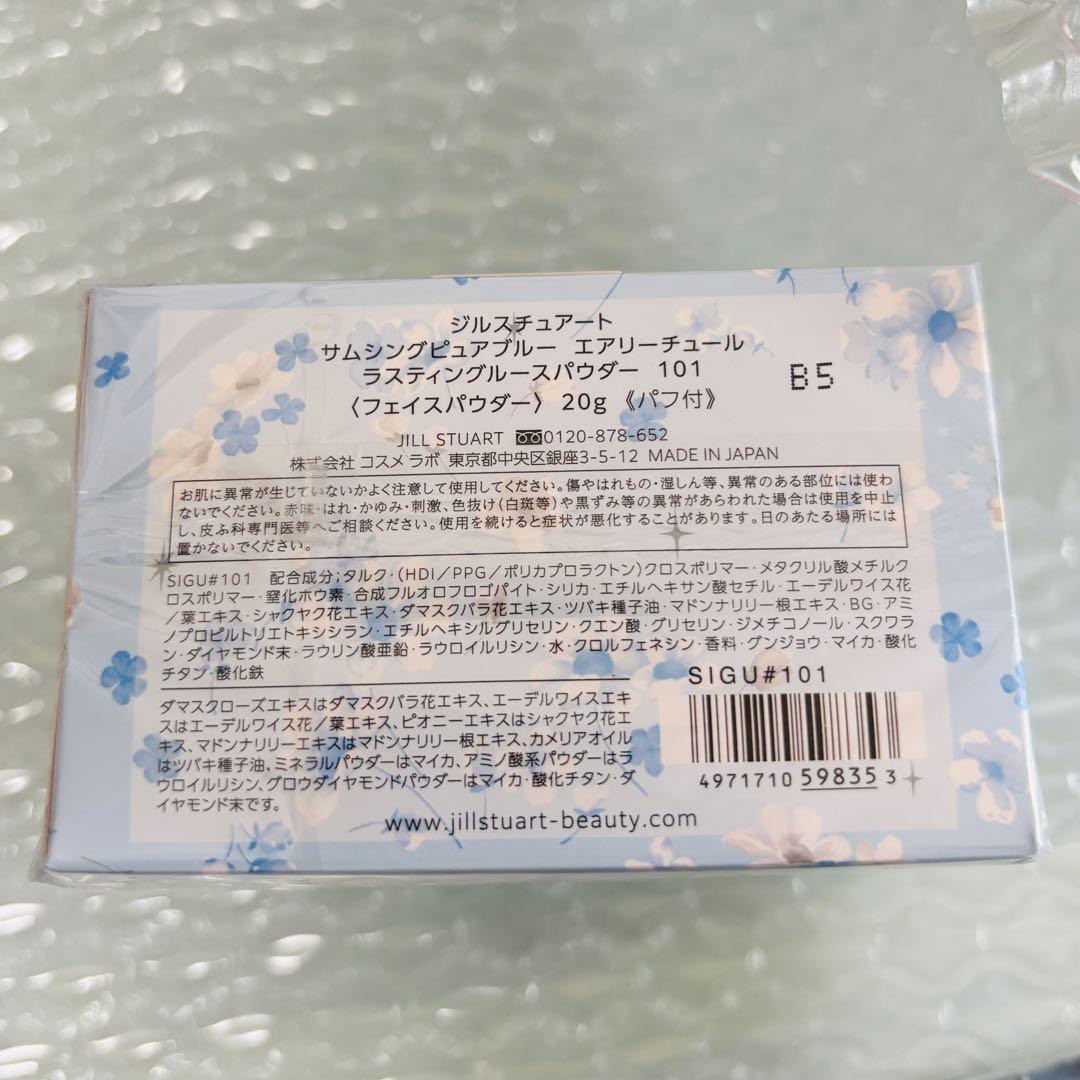 ジルスチュアート
サムシングピュアブルー エアリーチュール
ラスティングルースパウダー 101
〈フェイスパウダー〉 20g 《パフ付》
B5
JILL STUART 0120-878-652
株式会社 コスメ ラボ 東京都中央区銀座3-5-12 MADE IN JAPAN
お肌に異常が生じていないかよく注意して使用してください。傷やはれもの・湿しん等、異常のある部位には使わ
ないでください。赤味・はれ・かゆみ・刺激、色抜け(白斑等)や黒ずみ等の異常があらわれた場合は使用を中止
し、皮ふ科専門医等へご相談ください。使用を続けると症状が悪化することがあります。日のあたる場所には
置かないでください。
SIGU#101 配合成分;タルク・(HDI/PPG/ポリカプロラクトン)クロスポリマー・メタクリル酸メチルク
ロスポリマー・窒化ホウ素・合成フルオロフロゴパイト・シリカ・エチルヘキサン酸セチル・エーデルワイス花
/葉エキス・シャクヤク花エキス・ダマスクバラ花エキス・ツバキ種子油・マドンナリリー根エキス・BG・アミ
ノプロピルトリエトキシシラン・エチルヘキシルグリセリン・クエン酸・グリセリン・ジメチコノール・スクワラ
ン・ダイヤモンド末・ラウリン酸亜鉛・ラウロイルリシン・水・クロルフェネシン・香料・グンジョウ・マイカ・酸化
チタン・酸化鉄
SIGU#101
ダマスクローズエキスはダマスクバラ花エキス、エーデルワイスエキ
スはエーデルワイス花/葉エキス、ピオニーエキスはシャクヤク花エ
キス、マドンナリリーエキスはマドンナリリー根エキス、カメリアオイル
はツバキ種子油、ミネラルパウダーはマイカ、アミノ酸系パウダーはラ
ウロイルリシン、グロウダイヤモンドパウダーはマイカ・酸化チタン・ダ
イヤモンド末です。
4971710 59835 3
www.jillstuart-beauty.com